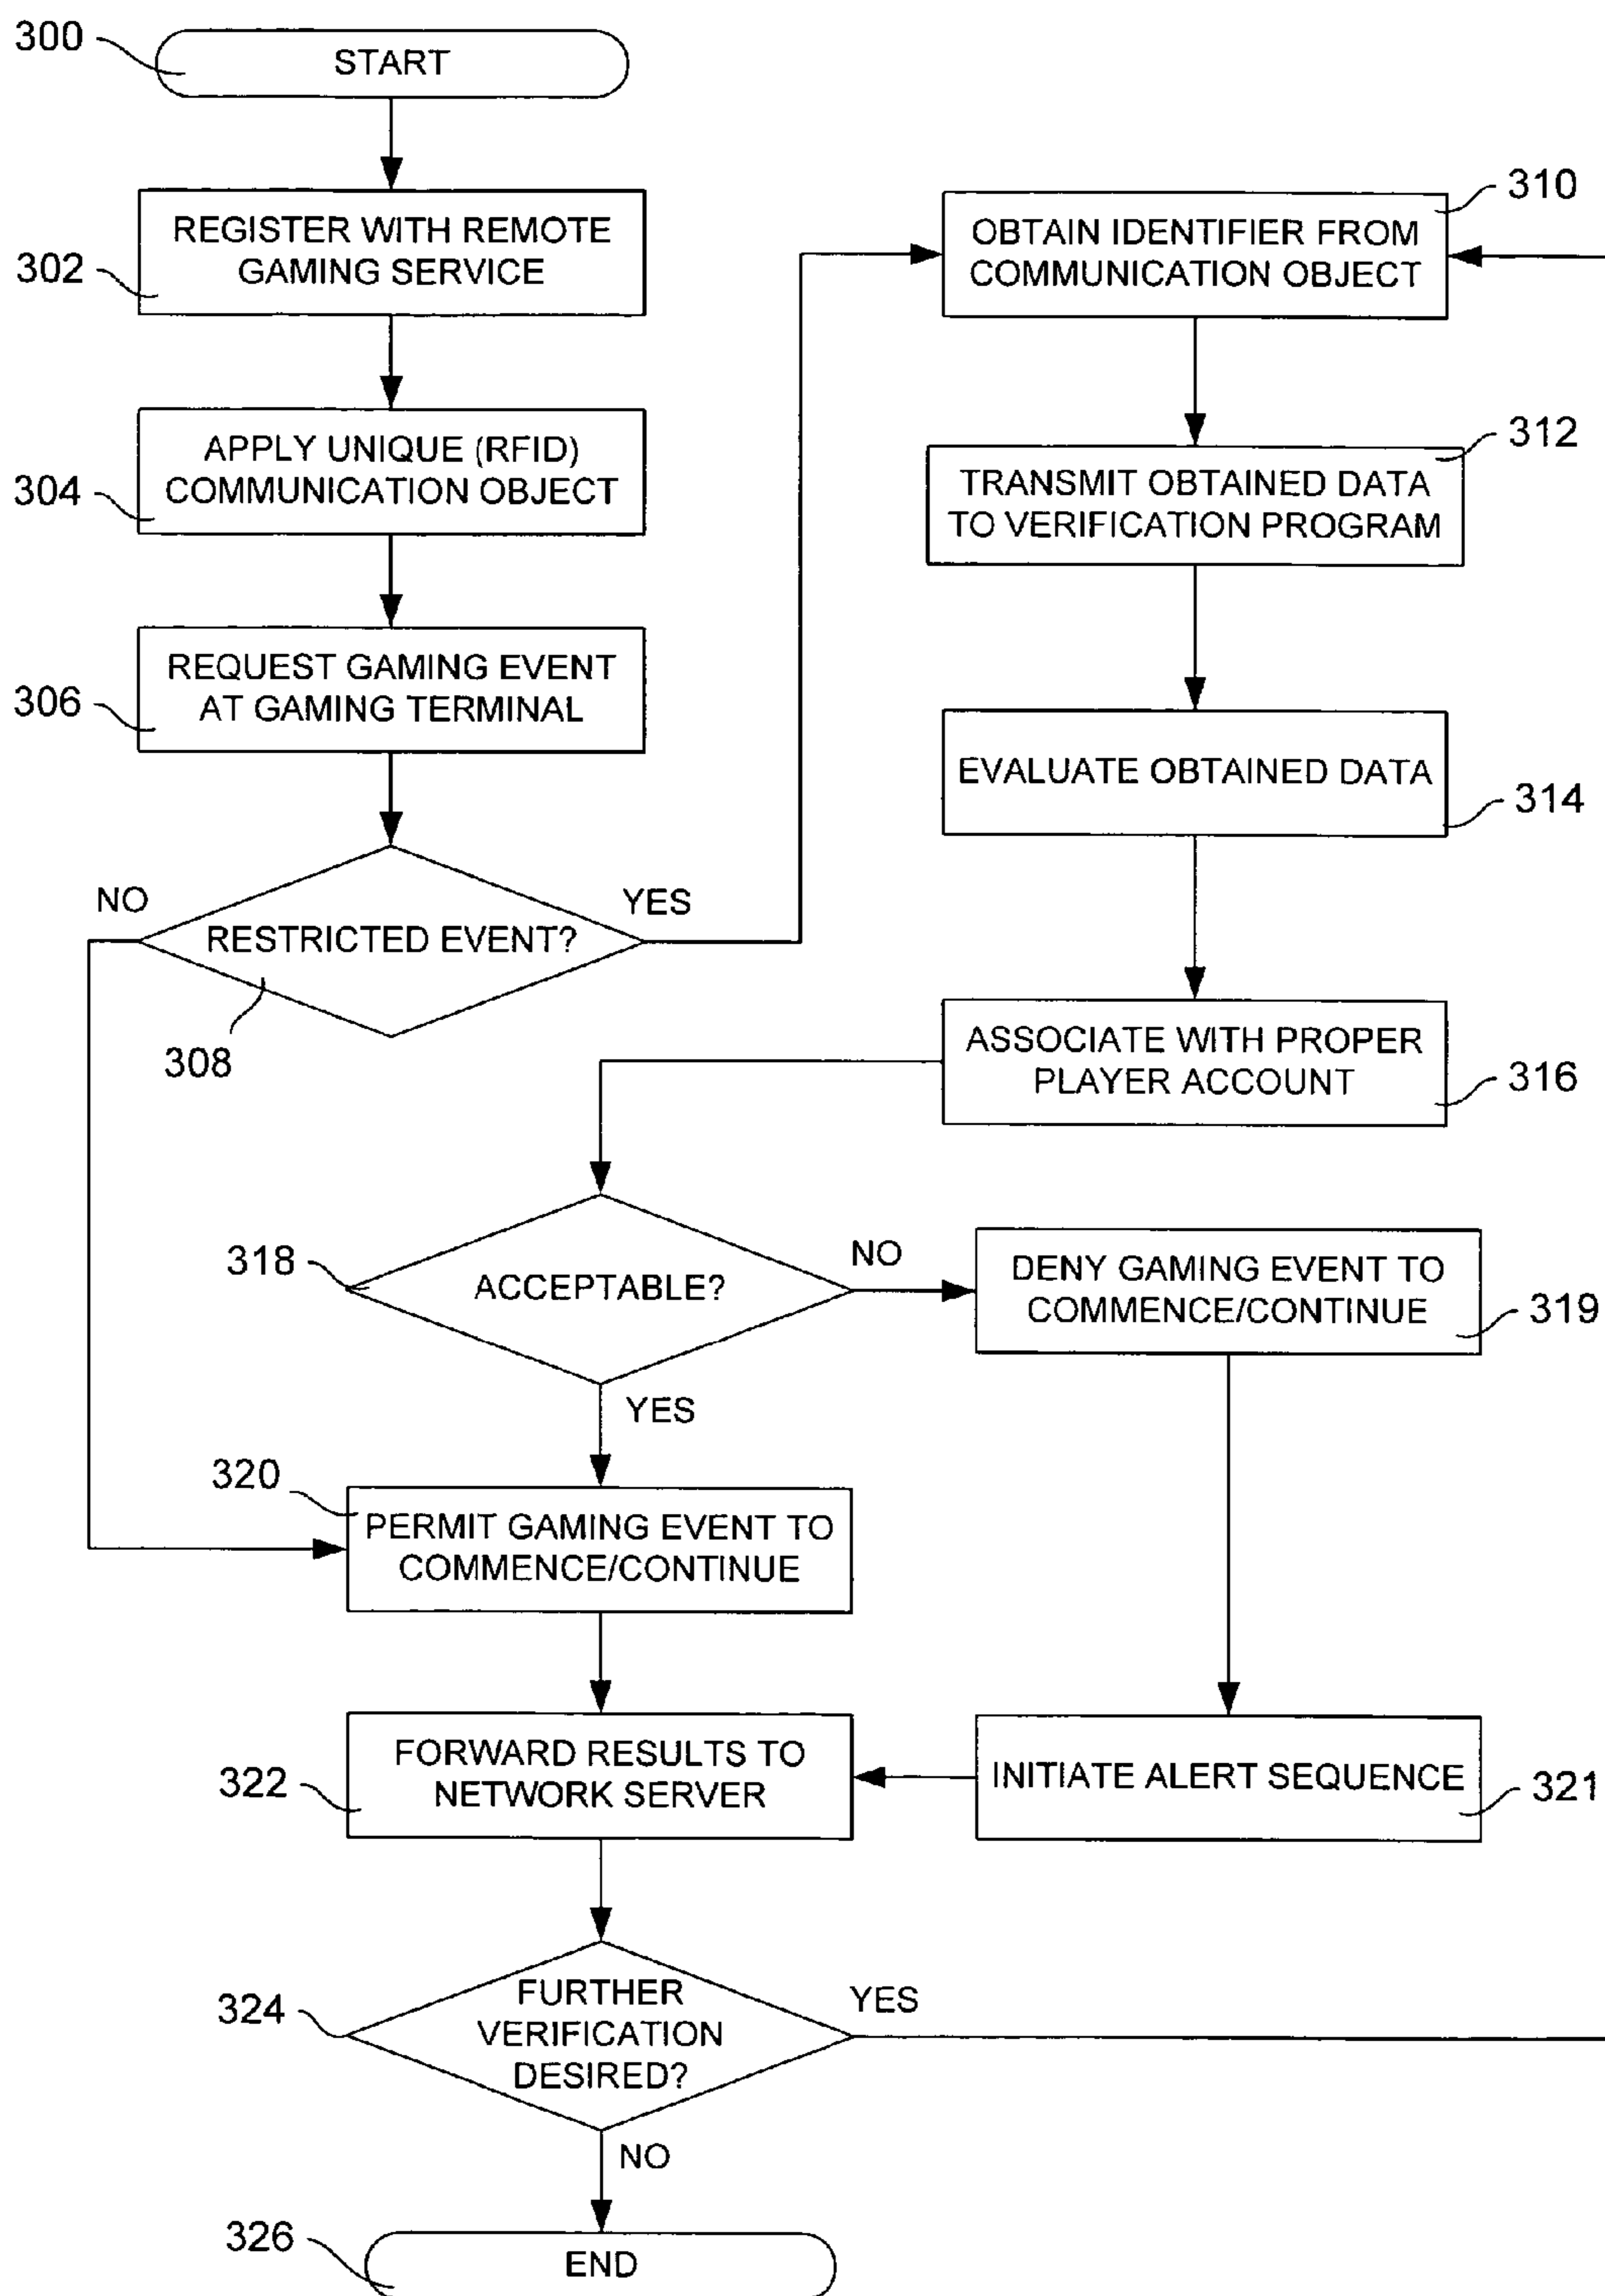 300
START
302
REGISTER WITH REMOTE
GAMING SERVICE
304
APPLY UNIQUE (RFID)
COMMUNICATION OBJECT
306
REQUEST GAMING EVENT
AT GAMING TERMINAL
NO
YES
RESTRICTED EVENT?
308
310
OBTAIN IDENTIFIER FROM
COMMUNICATION OBJECT
312
TRANSMIT OBTAINED DATA
TO VERIFICATION PROGRAM
EVALUATE OBTAINED DATA
314
ASSOCIATE WITH PROPER
PLAYER ACCOUNT
316
318
ACCEPTABLE?
NO
YES
DENY GAMING EVENT TO
COMMENCE/CONTINUE
319
320
PERMIT GAMING EVENT TO
COMMENCE/CONTINUE
322
FORWARD RESULTS TO
NETWORK SERVER
INITIATE ALERT SEQUENCE
321
324
FURTHER
VERIFICATION
DESIRED?
YES
NO
326
END